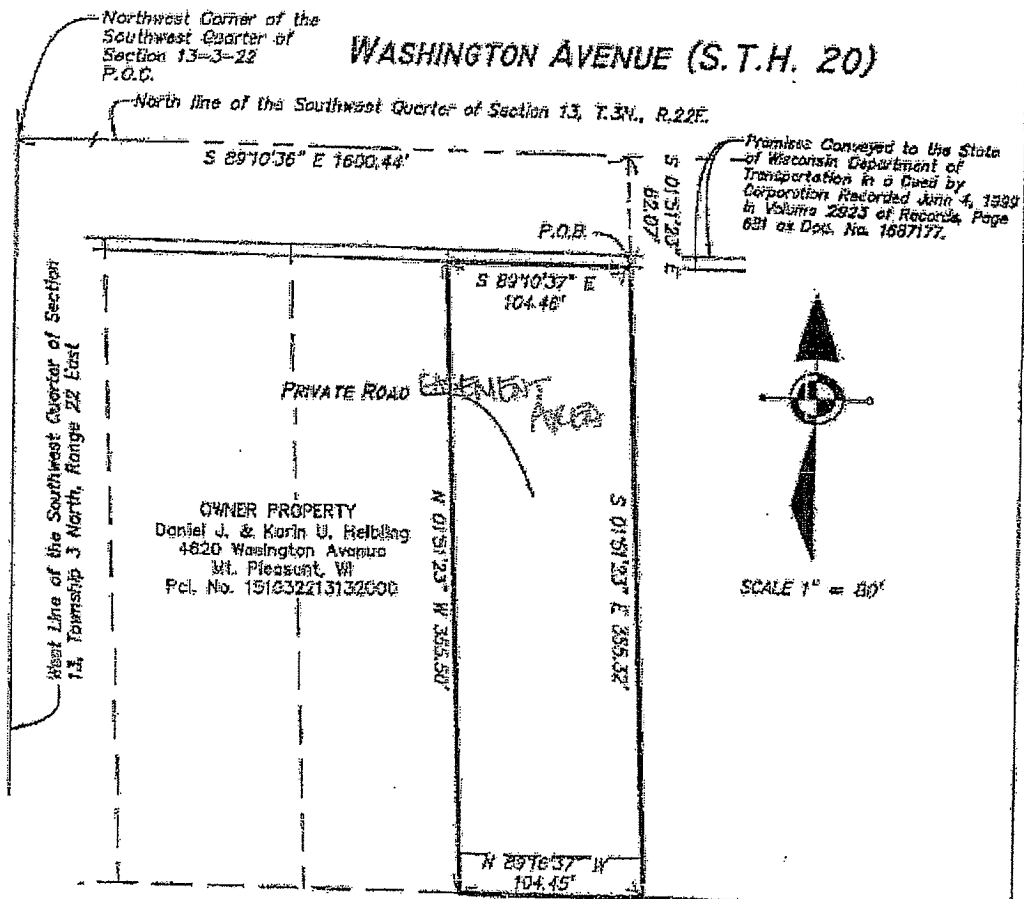 Northwest Corner of the
Southwest Quarter of
Section 13-3-22
P.O.C.
WASHINGTON AVENUE (S.T.H. 20)
North line of the Southwest Quarter of Section 13, T.3N., R.22E.
S 89°10'36" E 1600.44'
S 01°51'23" E
62.07'
Premises Conveyed to the State
of Wisconsin Department of
Transportation in a Deed by
Corporation Recorded June 4, 1999
in Volume 2923 of Records, Page
691 as Doc. No. 1687177.
P.O.B.
S 89°10'37" E
104.46'
West Line of the Southwest Quarter of Section
13, Township 3 North, Range 22 East
PRIVATE ROAD EASEMENT
AREA
N 01°51'23" W 355.50'
S 01°51'23" E 355.32'
OWNER PROPERTY
Daniel J. & Karin U. Helbling
4620 Wasington Avenue
Mt. Pleasant, WI
Pcl. No. 151032213132000
SCALE 1" = 80'
N 89°16'37" W
104.45'